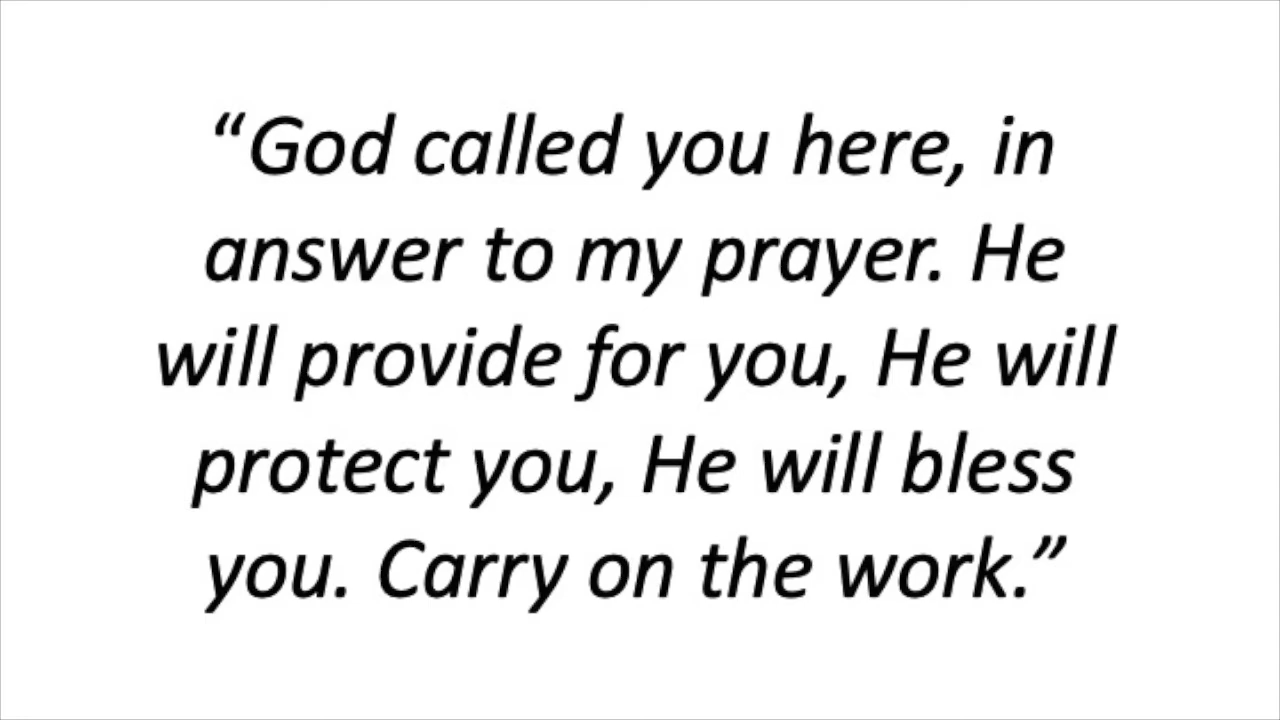 “God called you here, in
answer to my prayer. He
will provide for you, He will
protect you, He will bless
you. Carry on the work.”